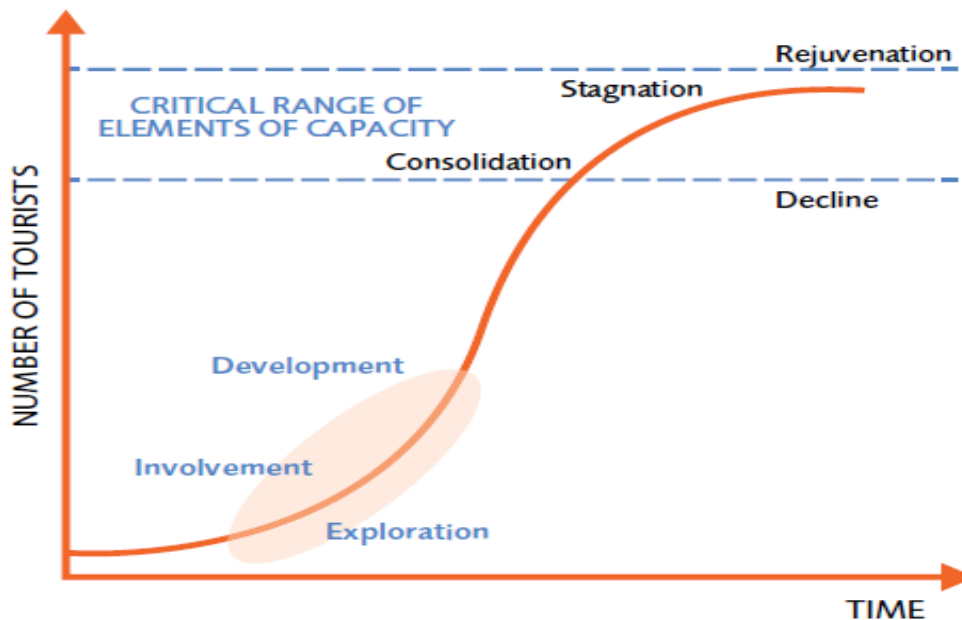 Rejuvenation
Stagnation
CRITICAL RANGE OF
ELEMENTS OF CAPACITY
Consolidation
Decline
NUMBER OF TOURISTS
Development
Involvement
Exploration
TIME